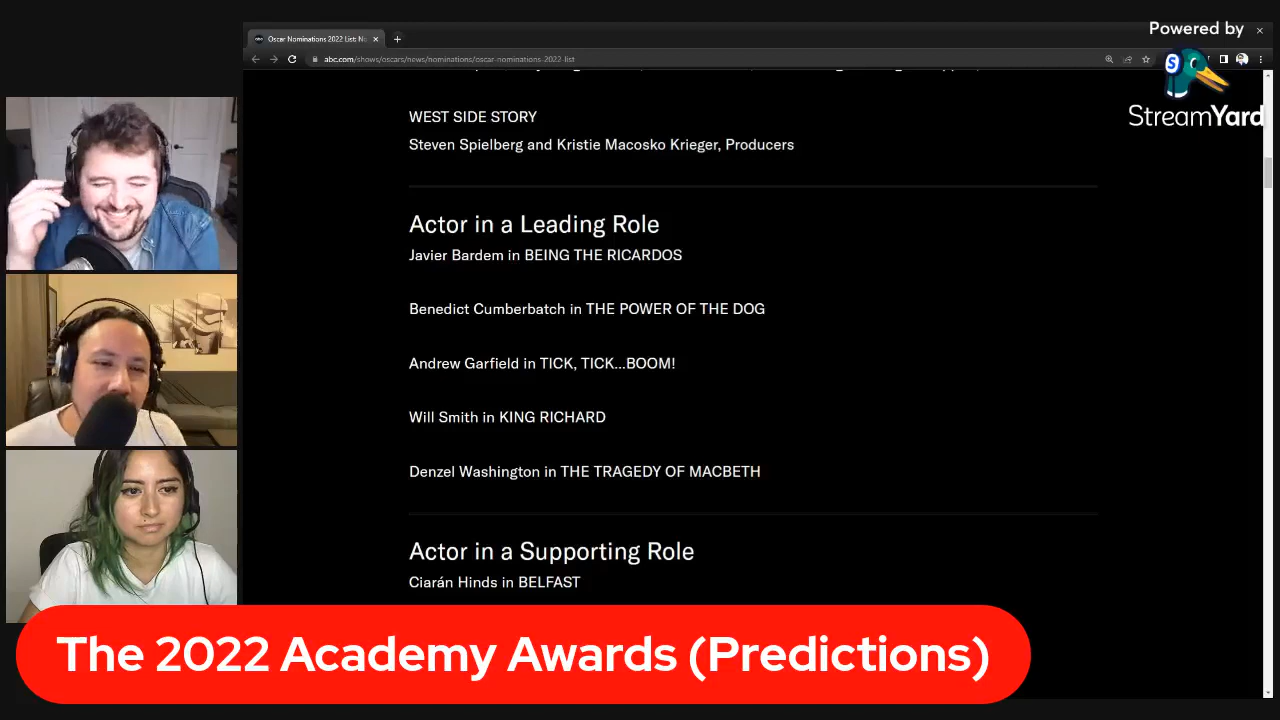 Powered by
StreamYard
Oscar Nominations 2022 List: N
abc.com/shows/oscars/news/nominations/oscar-nominations-2022-list
WEST SIDE STORY
Steven Spielberg and Kristie Macosko Krieger, Producers
Actor in a Leading Role
Javier Bardem in BEING THE RICARDOS
Benedict Cumberbatch in THE POWER OF THE DOG
Andrew Garfield in TICK, TICK...BOOM!
Will Smith in KING RICHARD
Denzel Washington in THE TRAGEDY OF MACBETH
Actor in a Supporting Role
Ciarán Hinds in BELFAST
The 2022 Academy Awards (Predictions)